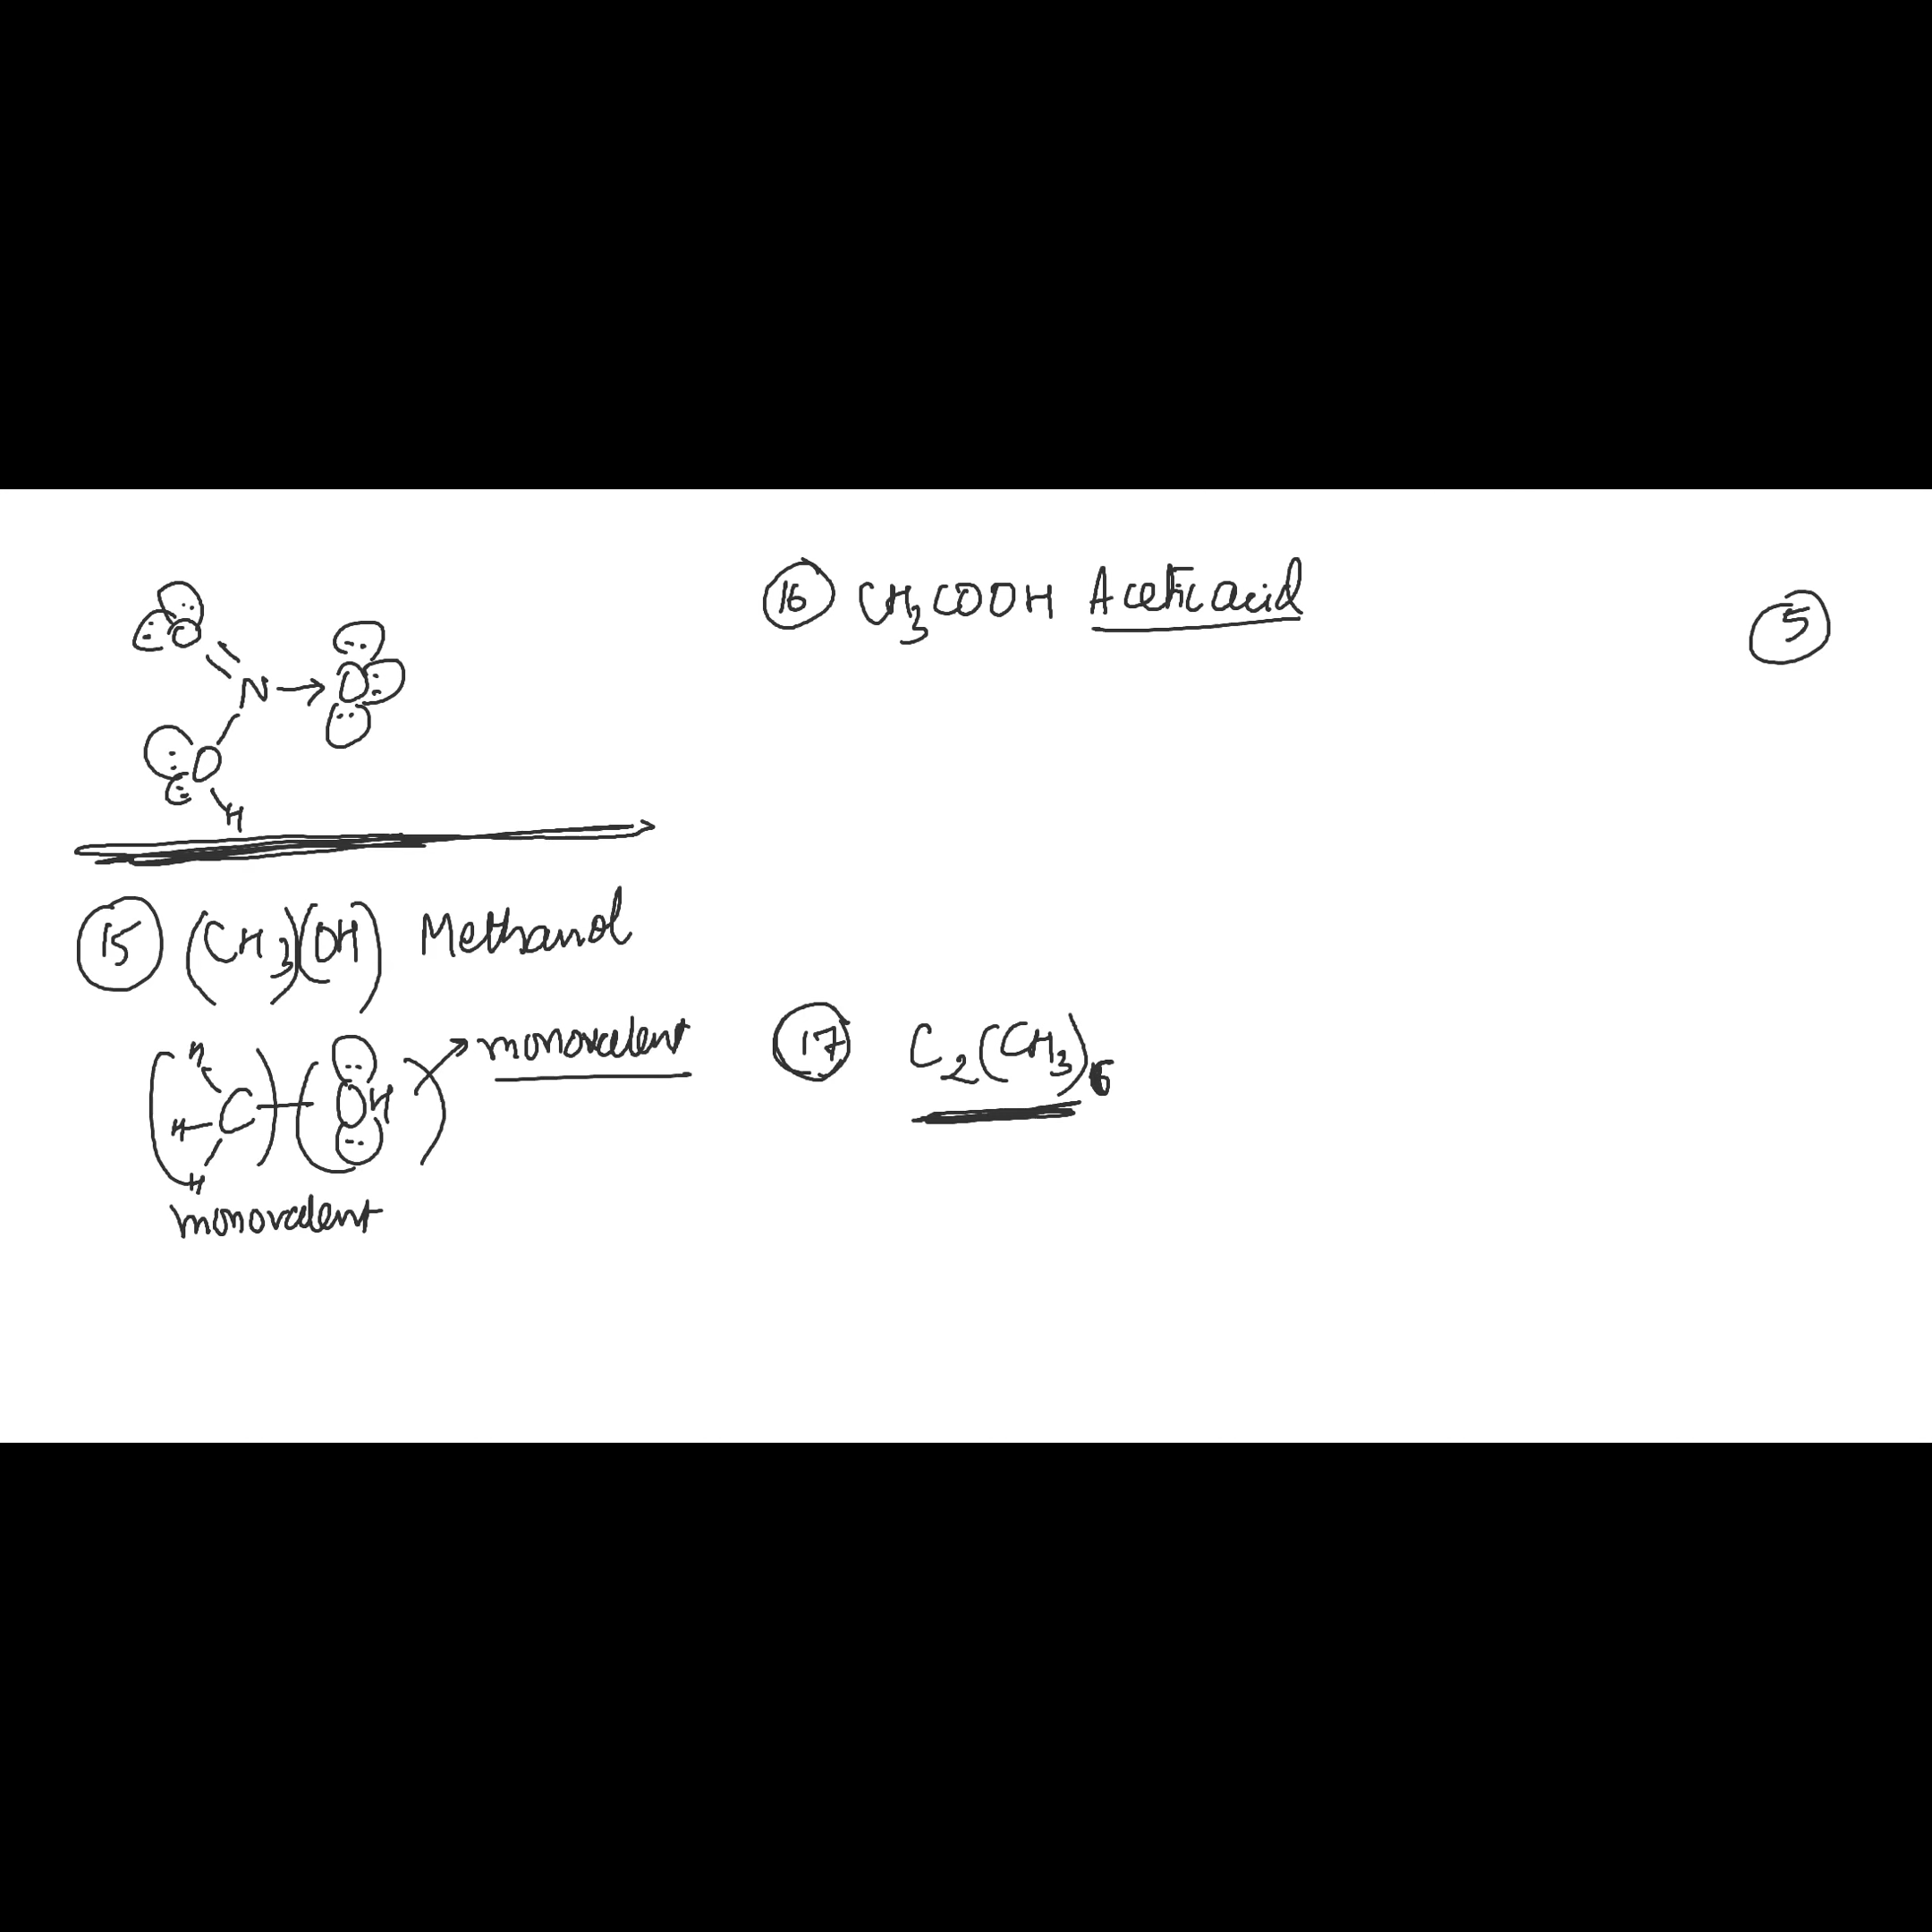 O
N → O
O
H
15 (CH3)(OH) Methanol
H
H-C-OH → monovalent
H
monovalent
16 CH3COOH Acetic acid
17 C2(CH3)6
5